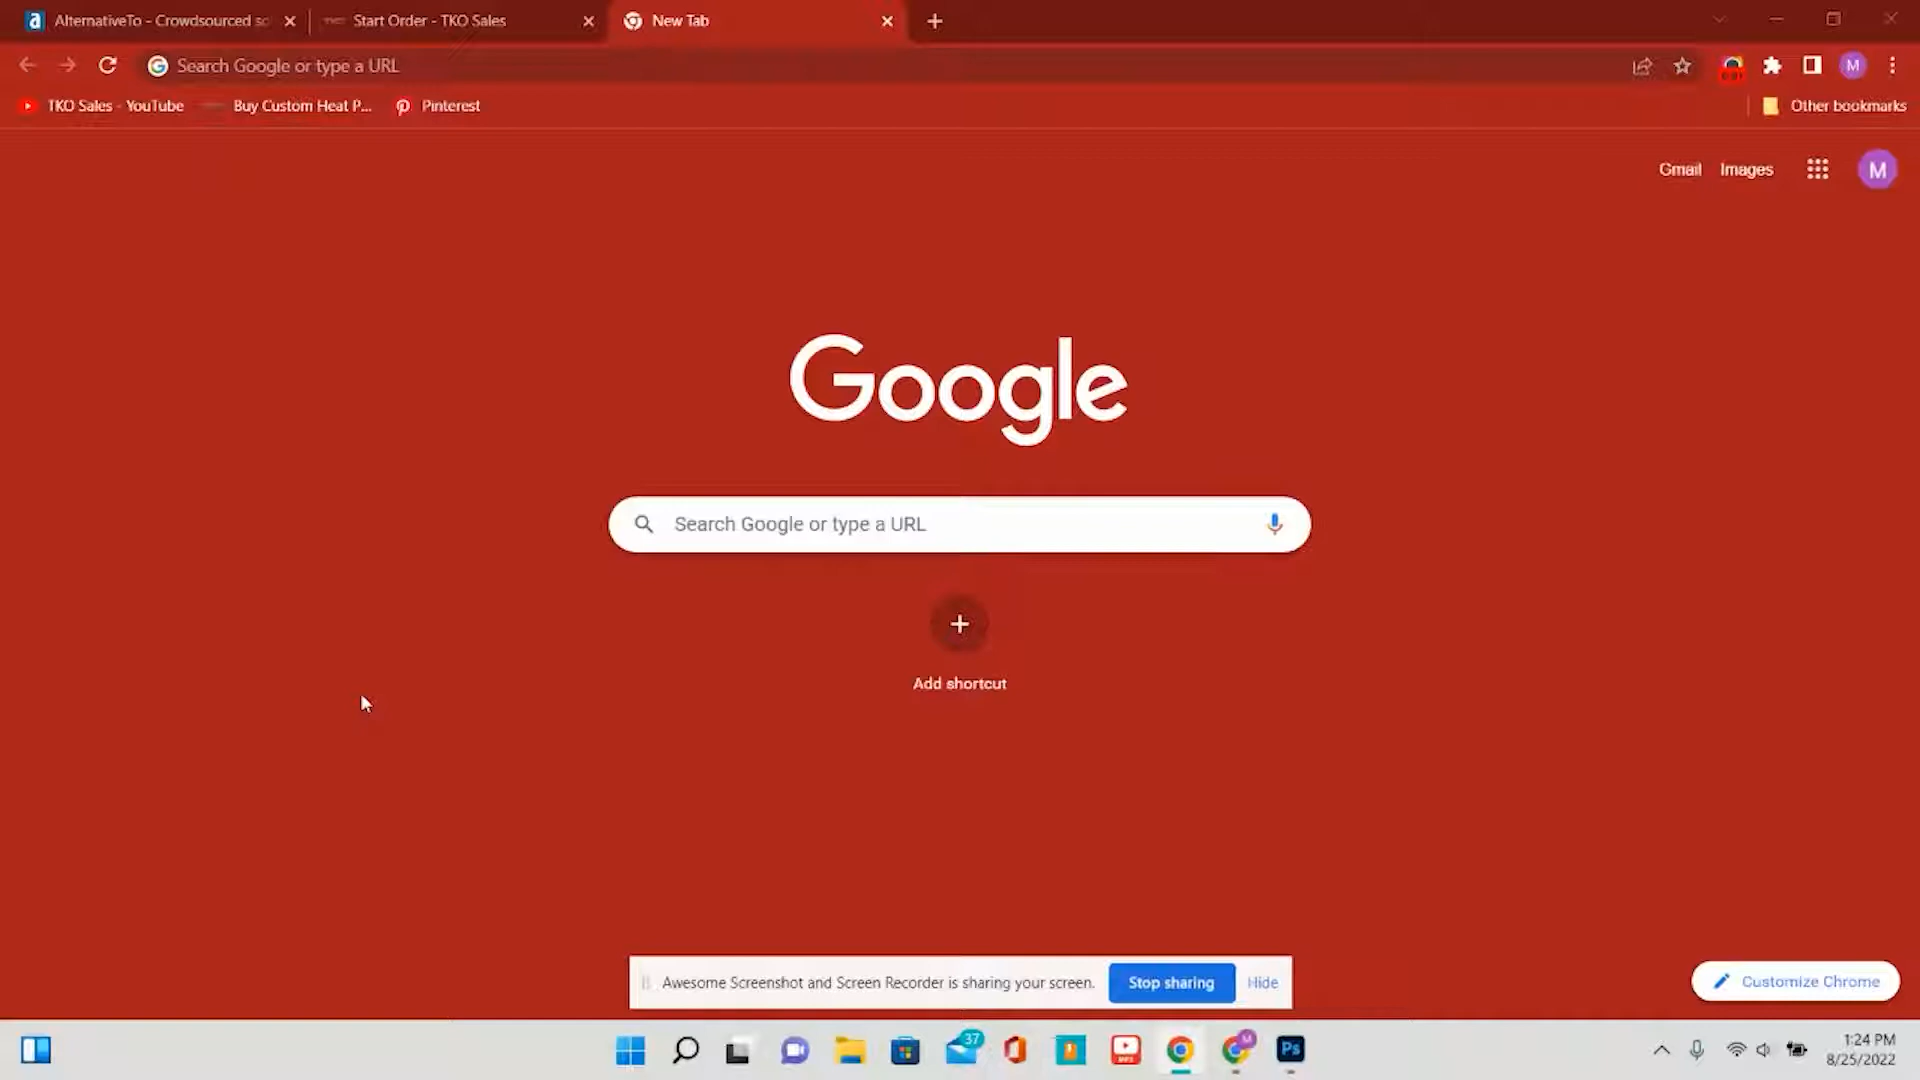 AlternativeTo - Crowdsourced so
Start Order - TKO Sales
New Tab
Search Google or type a URL
M
TKO Sales - YouTube
Buy Custom Heat P...
Pinterest
Other bookmarks
Gmail
Images
M
Google
Search Google or type a URL
Add shortcut
Awesome Screenshot and Screen Recorder is sharing your screen.
Stop sharing
Hide
Customize Chrome
37
M
Ps
1:24 PM
8/25/2022